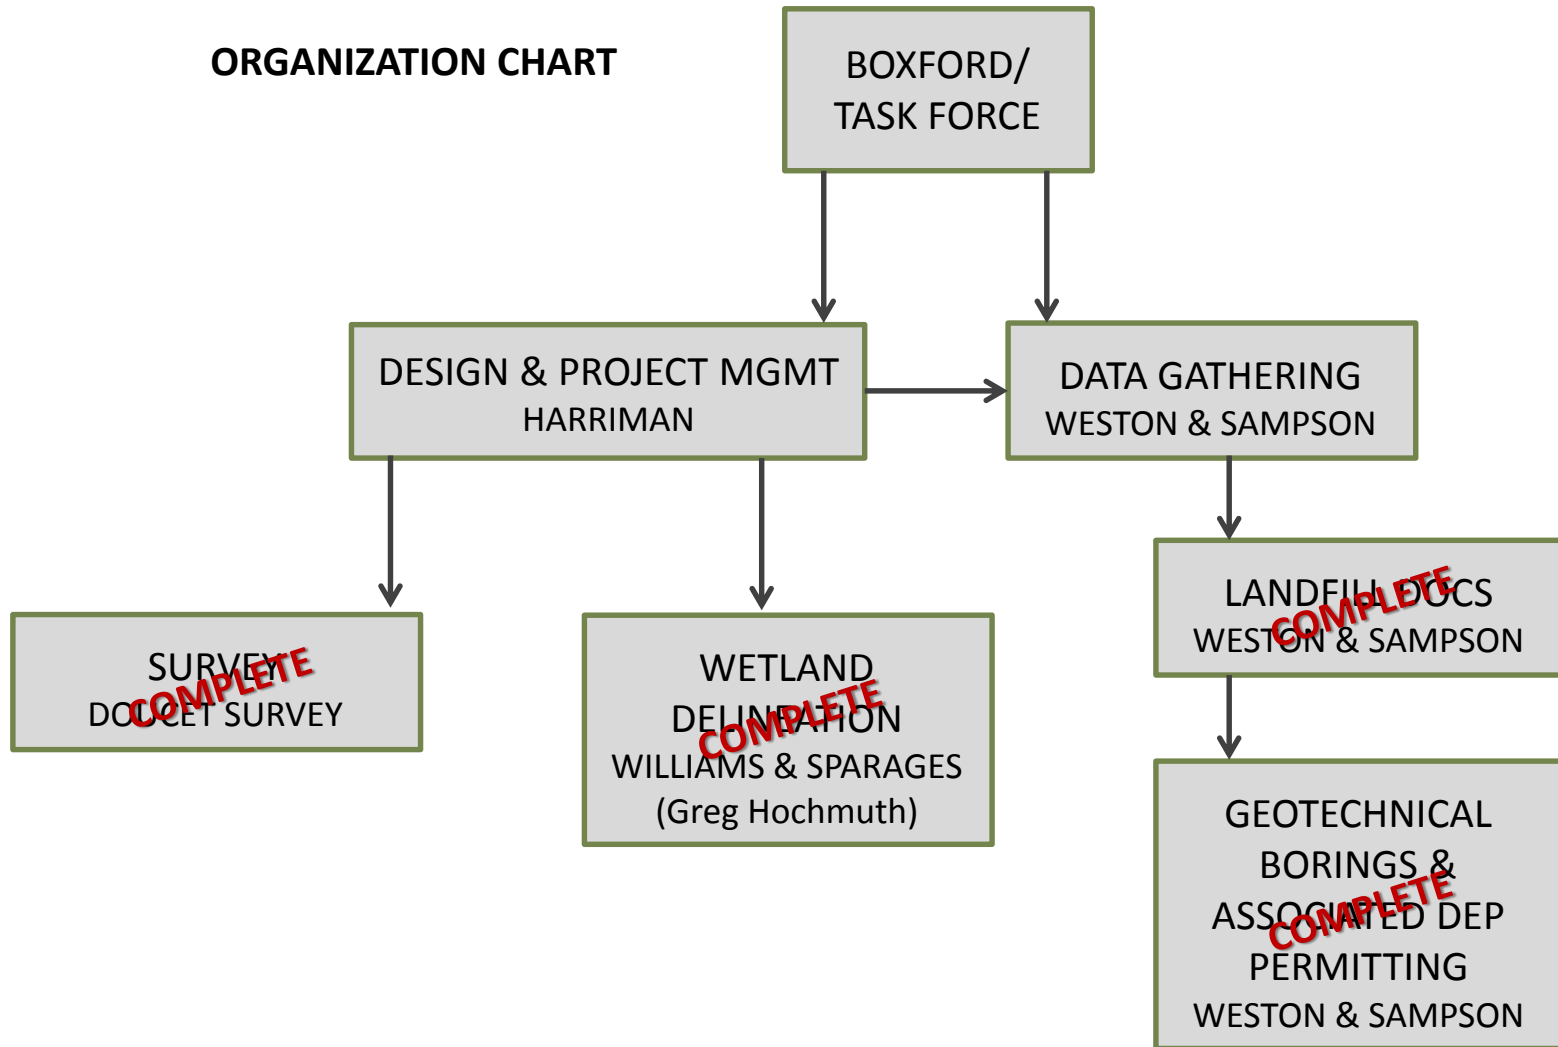 ORGANIZATION CHART
BOXFORD/
TASK FORCE
DESIGN & PROJECT MGMT
HARRIMAN
DATA GATHERING
WESTON & SAMPSON
SURVEY
DOUCET SURVEY
COMPLETE
WETLAND
DELINEATION
WILLIAMS & SPARAGES
(Greg Hochmuth)
COMPLETE
LANDFILL DOCS
WESTON & SAMPSON
COMPLETE
GEOTECHNICAL
BORINGS &
ASSOCIATED DEP
PERMITTING
WESTON & SAMPSON
COMPLETE